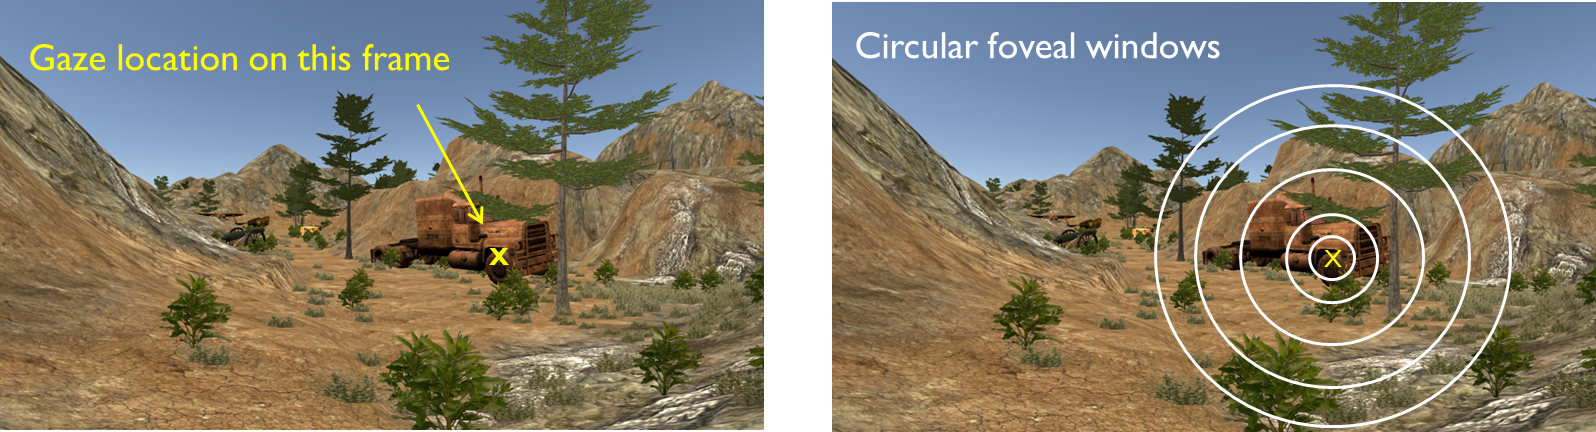 Gaze location on this frame
X
Circular foveal windows
X